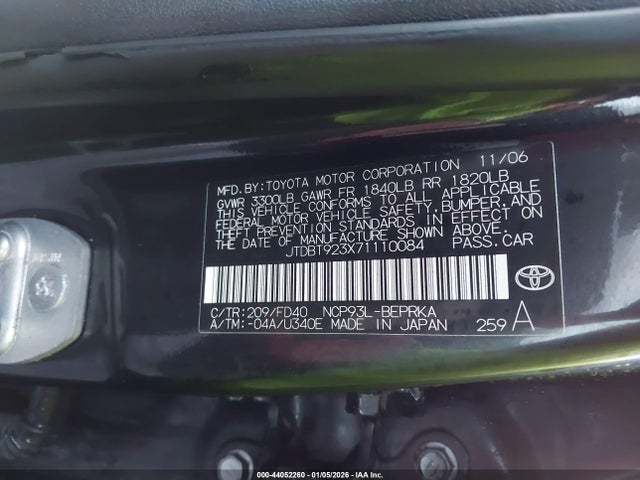 MFD.BY:TOYOTA MOTOR CORPORATION 11/06
GVWR 3300LB GAWR FR 1840LB RR 1820LB
THIS VEHICLE CONFORMS TO ALL APPLICABLE
FEDERAL MOTOR VEHICLE SAFETY,BUMPER,AND
THEFT PREVENTION STANDARDS IN EFFECT ON
THE DATE OF MANUFACTURE SHOWN ABOVE.
JTDBT923X71110084 PASS.CAR
C/TR:209/FD40 NCP93L-BEPRKA
A/TM:-04A/U340E MADE IN JAPAN 259 A
000-44052260 - 01/05/2026 - IAA Inc.